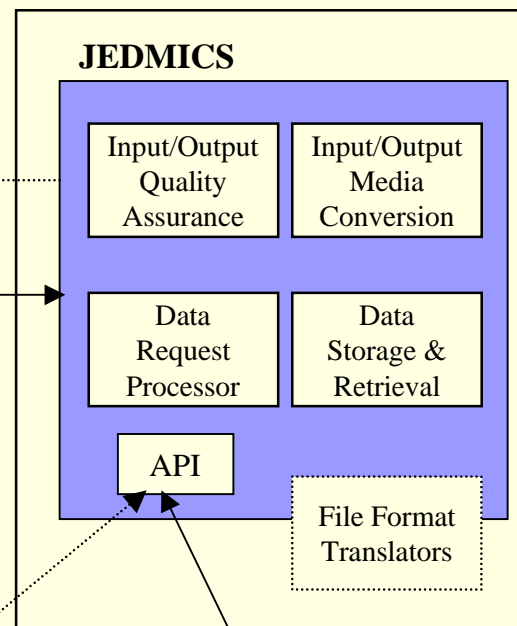 JEDMICS
Input/Output
Quality
Assurance
Input/Output
Media
Conversion
Data
Request
Processor
Data
Storage &
Retrieval
API
File Format
Translators